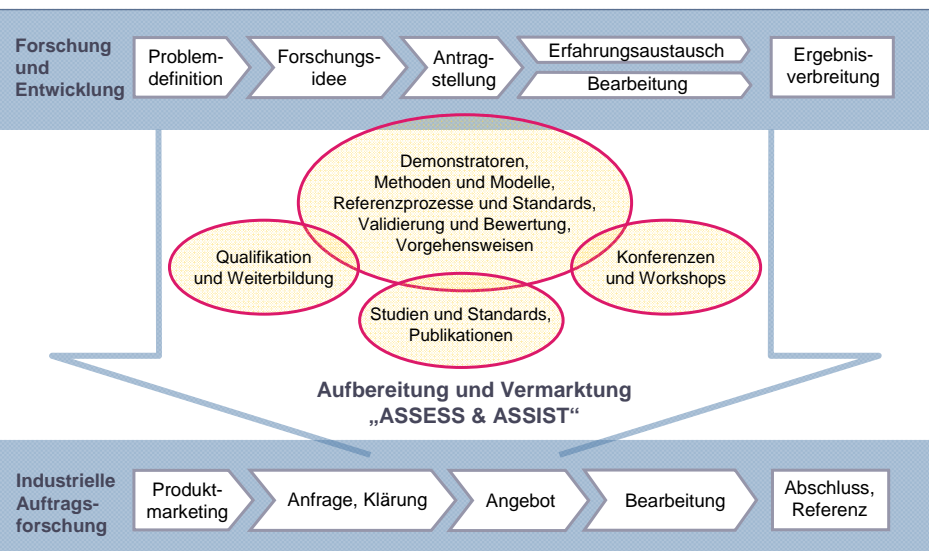 Forschung
und
Entwicklung
Problem-
definition
Forschungs-
idee
Antrag-
stellung
Erfahrungsaustausch
Bearbeitung
Ergebnis-
verbreitung
Demonstratoren,
Methoden und Modelle,
Referenzprozesse und Standards,
Validierung und Bewertung,
Vorgehensweisen
Qualifikation
und Weiterbildung
Konferenzen
und Workshops
Studien und Standards,
Publikationen
Aufbereitung und Vermarktung
„ASSESS & ASSIST“
Industrielle
Auftrags-
forschung
Produkt-
marketing
Anfrage, Klärung
Angebot
Bearbeitung
Abschluss,
Referenz